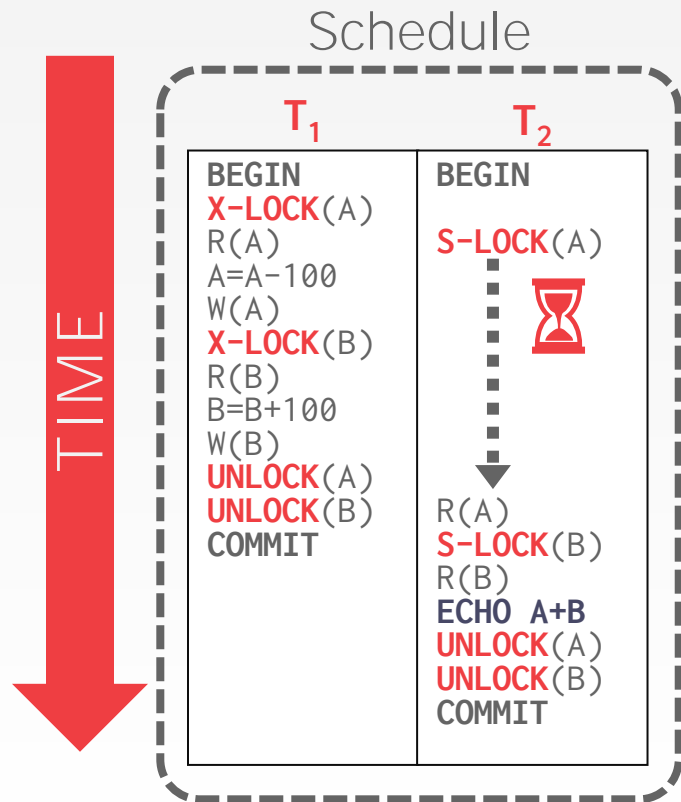 Schedule
TIME
T₁
BEGIN
X-LOCK(A)
R(A)
A=A-100
W(A)
X-LOCK(B)
R(B)
B=B+100
W(B)
UNLOCK(A)
UNLOCK(B)
COMMIT
T₂
BEGIN
S-LOCK(A)
R(A)
S-LOCK(B)
R(B)
ECHO A+B
UNLOCK(A)
UNLOCK(B)
COMMIT